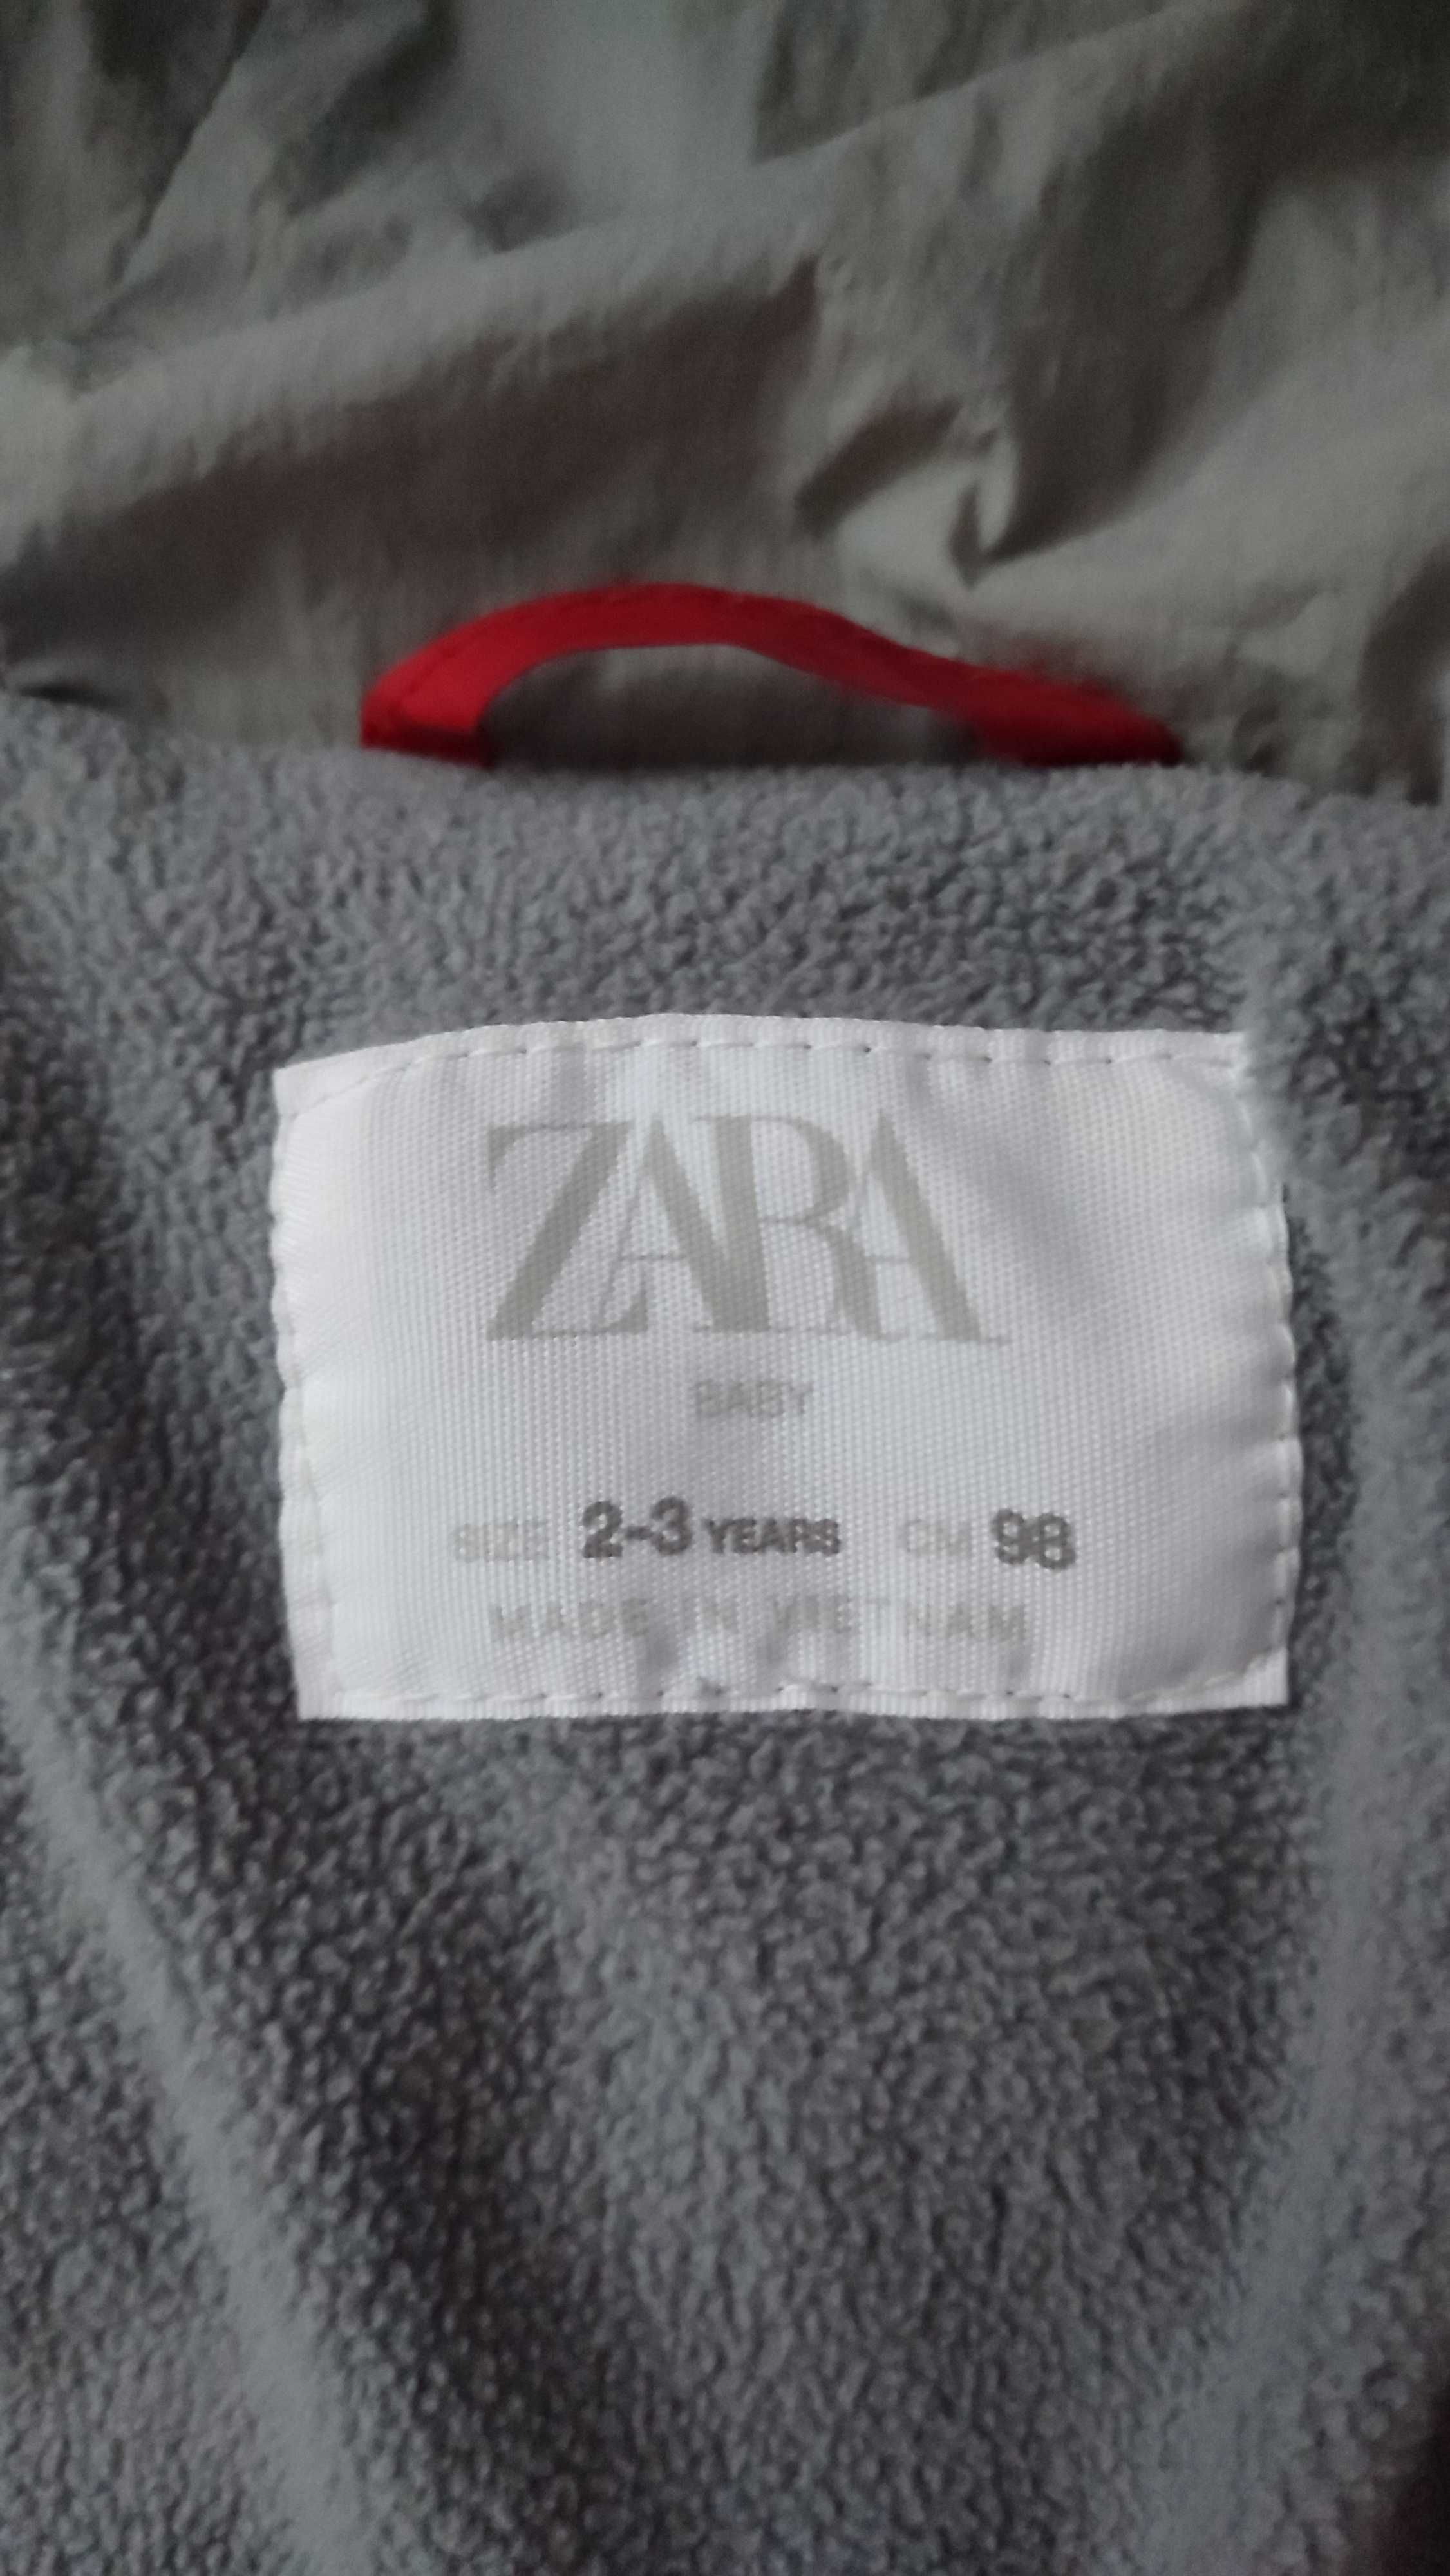 ZARA
BABY
SIZE 2-3 YEARS CM 98
MADE IN VIETNAM